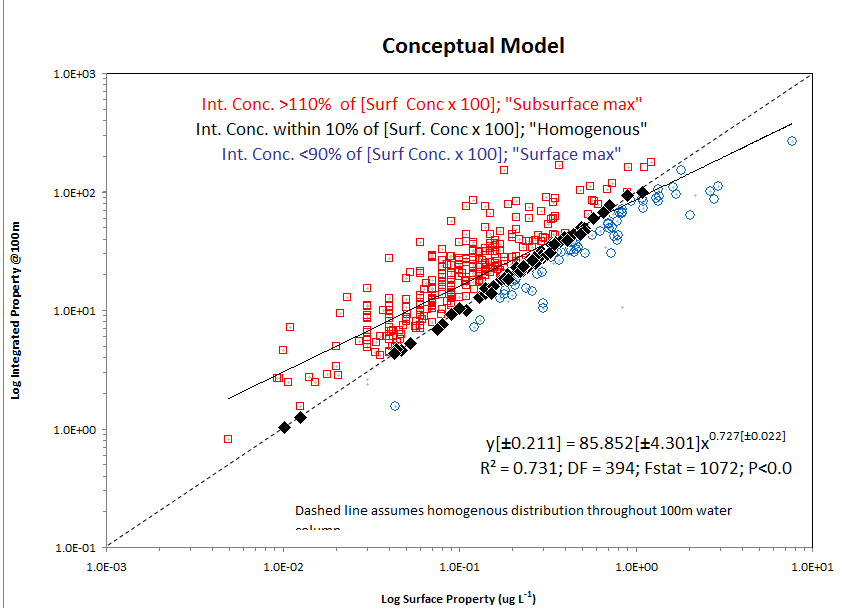 Conceptual Model
1.0E+03
Int. Conc. >110% of [Surf Conc x 100]; "Subsurface max"
Int. Conc. within 10% of [Surf. Conc x 100]; "Homogenous"
Int. Conc. <90% of [Surf Conc. x 100]; "Surface max"
1.0E+02
Log Integrated Property @100m
1.0E+01
1.0E+00
y[±0.211] = 85.852[±4.301]x^0.727[±0.022]
R² = 0.731; DF = 394; Fstat = 1072; P<0.0
Dashed line assumes homogenous distribution throughout 100m water
column
1.0E-01
1.0E-03 1.0E-02 1.0E-01 1.0E+00 1.0E+01
Log Surface Property (ug L⁻¹)